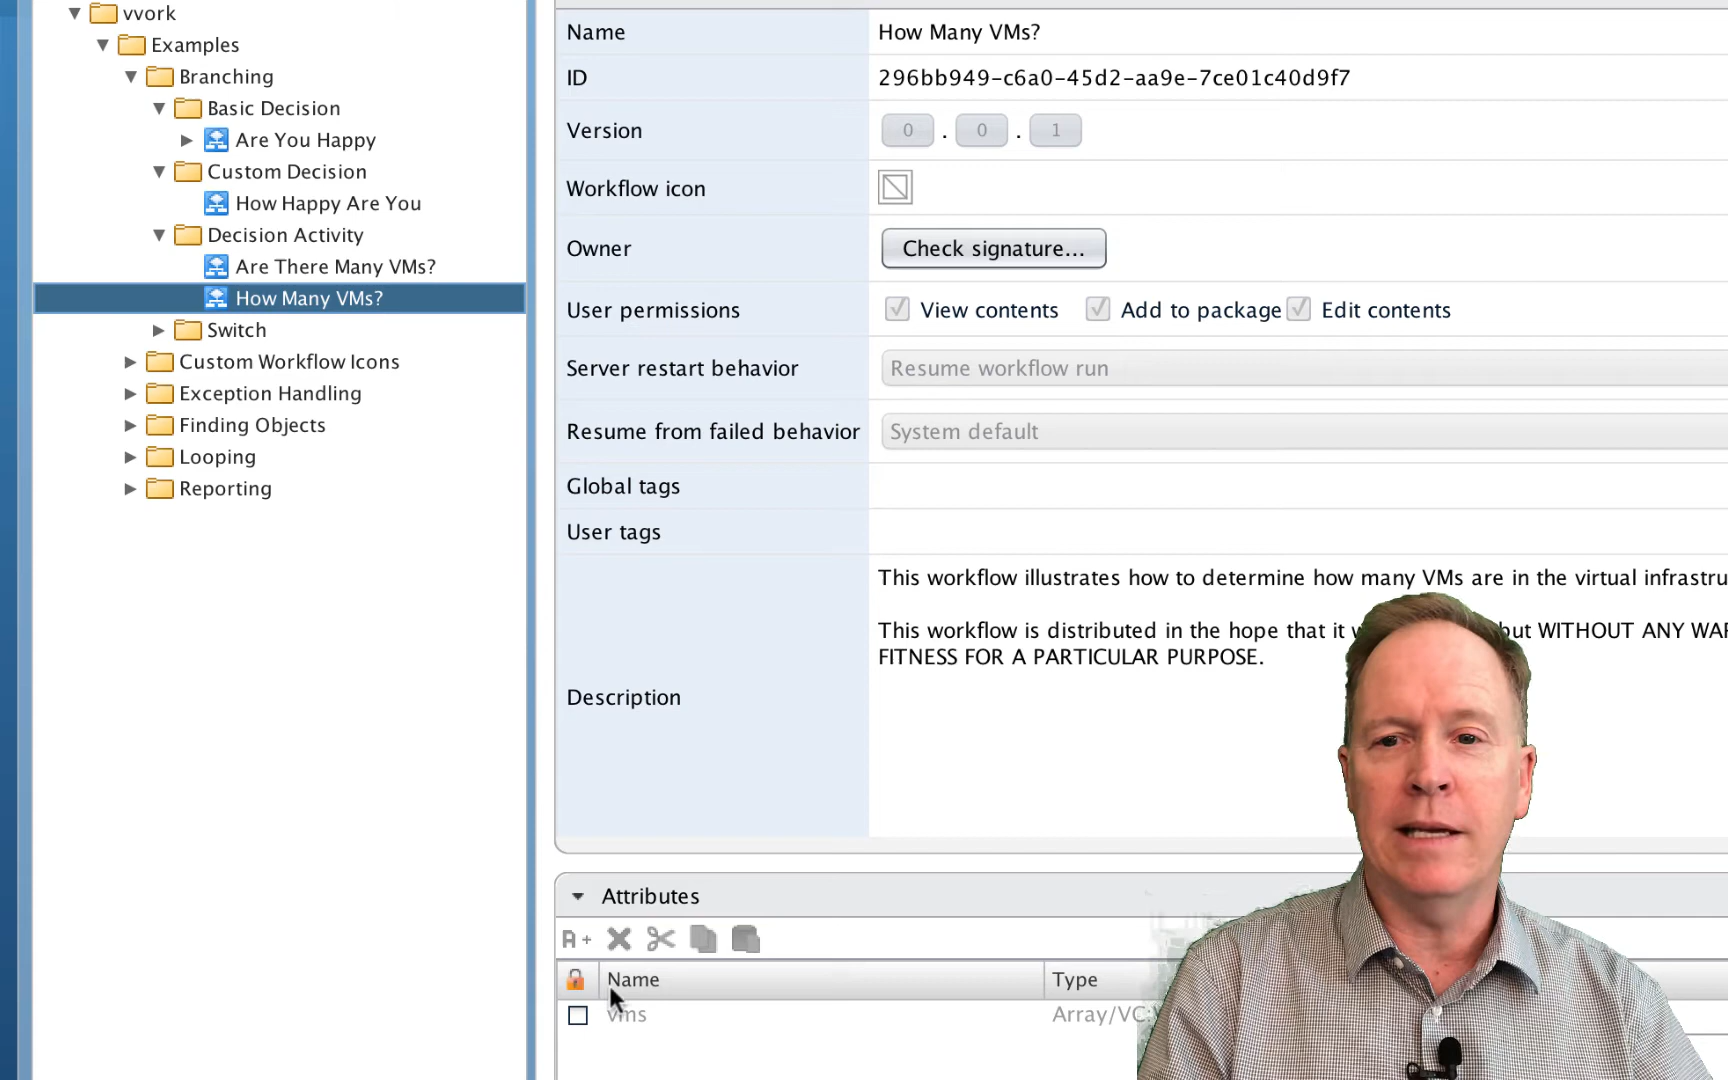 vvork
Examples
Branching
Basic Decision
Are You Happy
Custom Decision
How Happy Are You
Decision Activity
Are There Many VMs?
How Many VMs?
Switch
Custom Workflow Icons
Exception Handling
Finding Objects
Looping
Reporting
Name How Many VMs?
ID 296bb949-c6a0-45d2-aa9e-7ce01c40d9f7
Version 0 . 0 . 1
Workflow icon
Owner Check signature...
User permissions View contents Add to package Edit contents
Server restart behavior Resume workflow run
Resume from failed behavior System default
Global tags
User tags
Description
This workflow illustrates how to determine how many VMs are in the virtual
This workflow is distributed in the hope that it but WITHOUT ANY
FITNESS FOR A PARTICULAR PURPOSE.
Attributes
A+
Name Type
vms Array/VC: